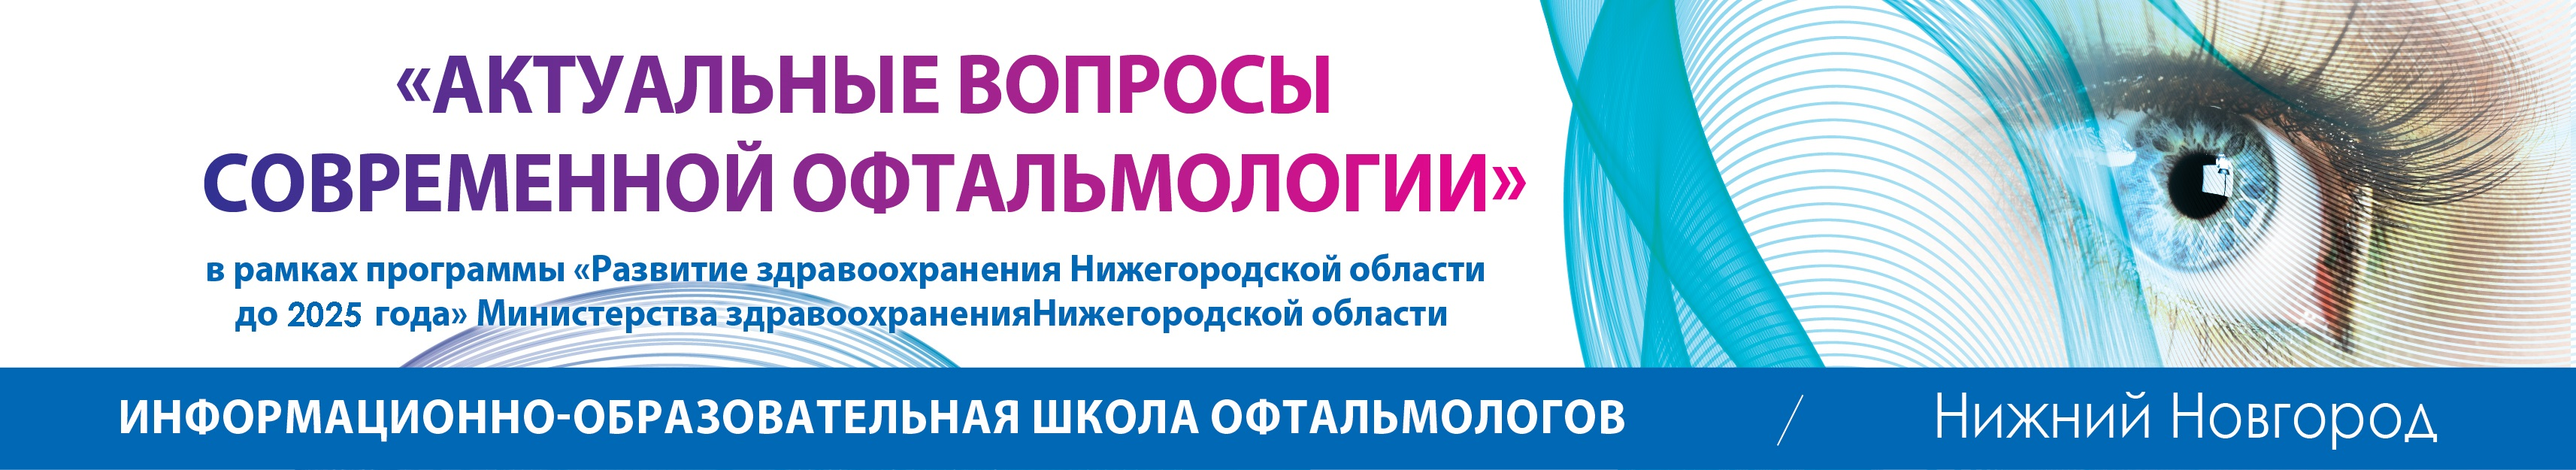 «АКТУАЛЬНЫЕ ВОПРОСЫ
СОВРЕМЕННОЙ ОФТАЛЬМОЛОГИИ»
в рамках программы «Развитие здравоохранения Нижегородской области
до 2025 года» Министерства здравоохраненияНижегородской области
ИНФОРМАЦИОННО-ОБРАЗОВАТЕЛЬНАЯ ШКОЛА ОФТАЛЬМОЛОГОВ / Нижний Новгород